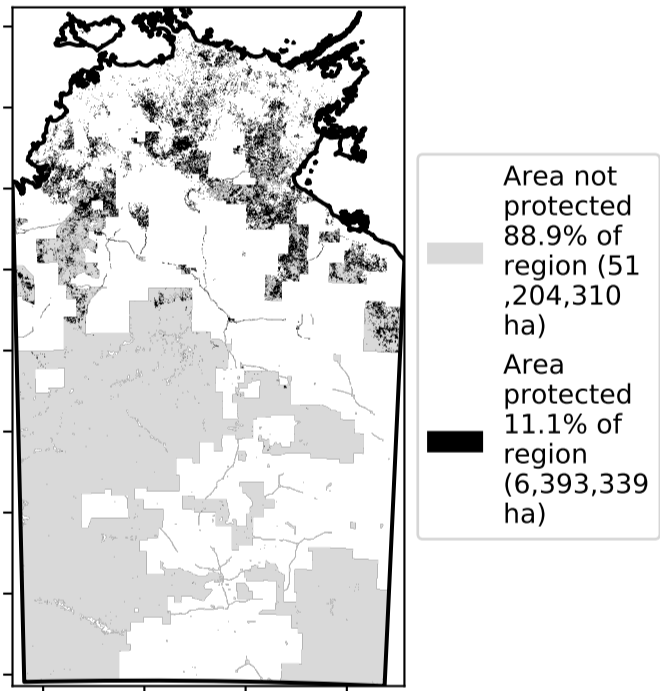 Area not
protected
88.9% of
region (51
,204,310
ha)
Area
protected
11.1% of
region
(6,393,339
ha)